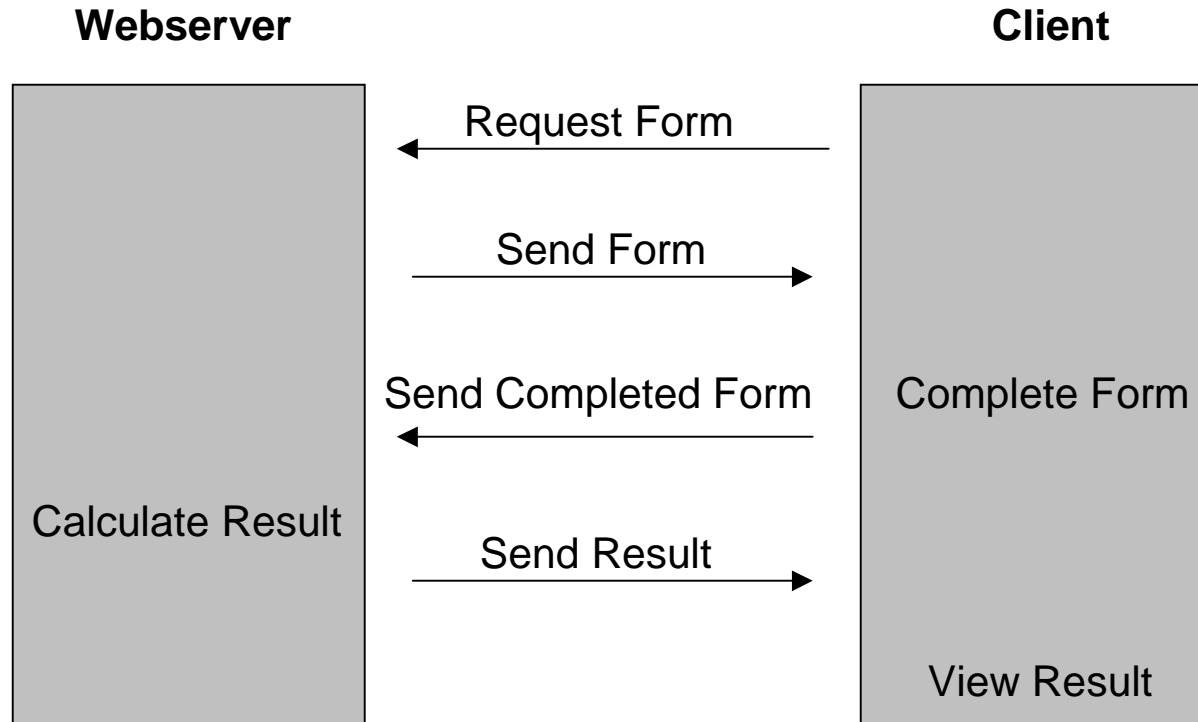 Webserver
Client
Request Form
Send Form
Send Completed Form
Complete Form
Calculate Result
Send Result
View Result